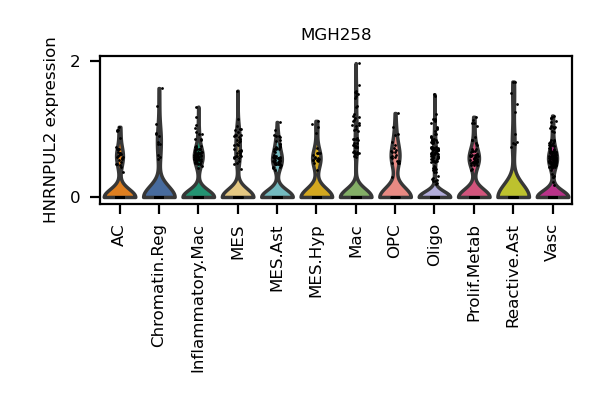 MGH258
HNRNPUL2 expression
2
0
AC
Chromatin.Reg
Inflammatory.Mac
MES
MES.Ast
MES.Hyp
Mac
OPC
Oligo
Prolif.Metab
Reactive.Ast
Vasc